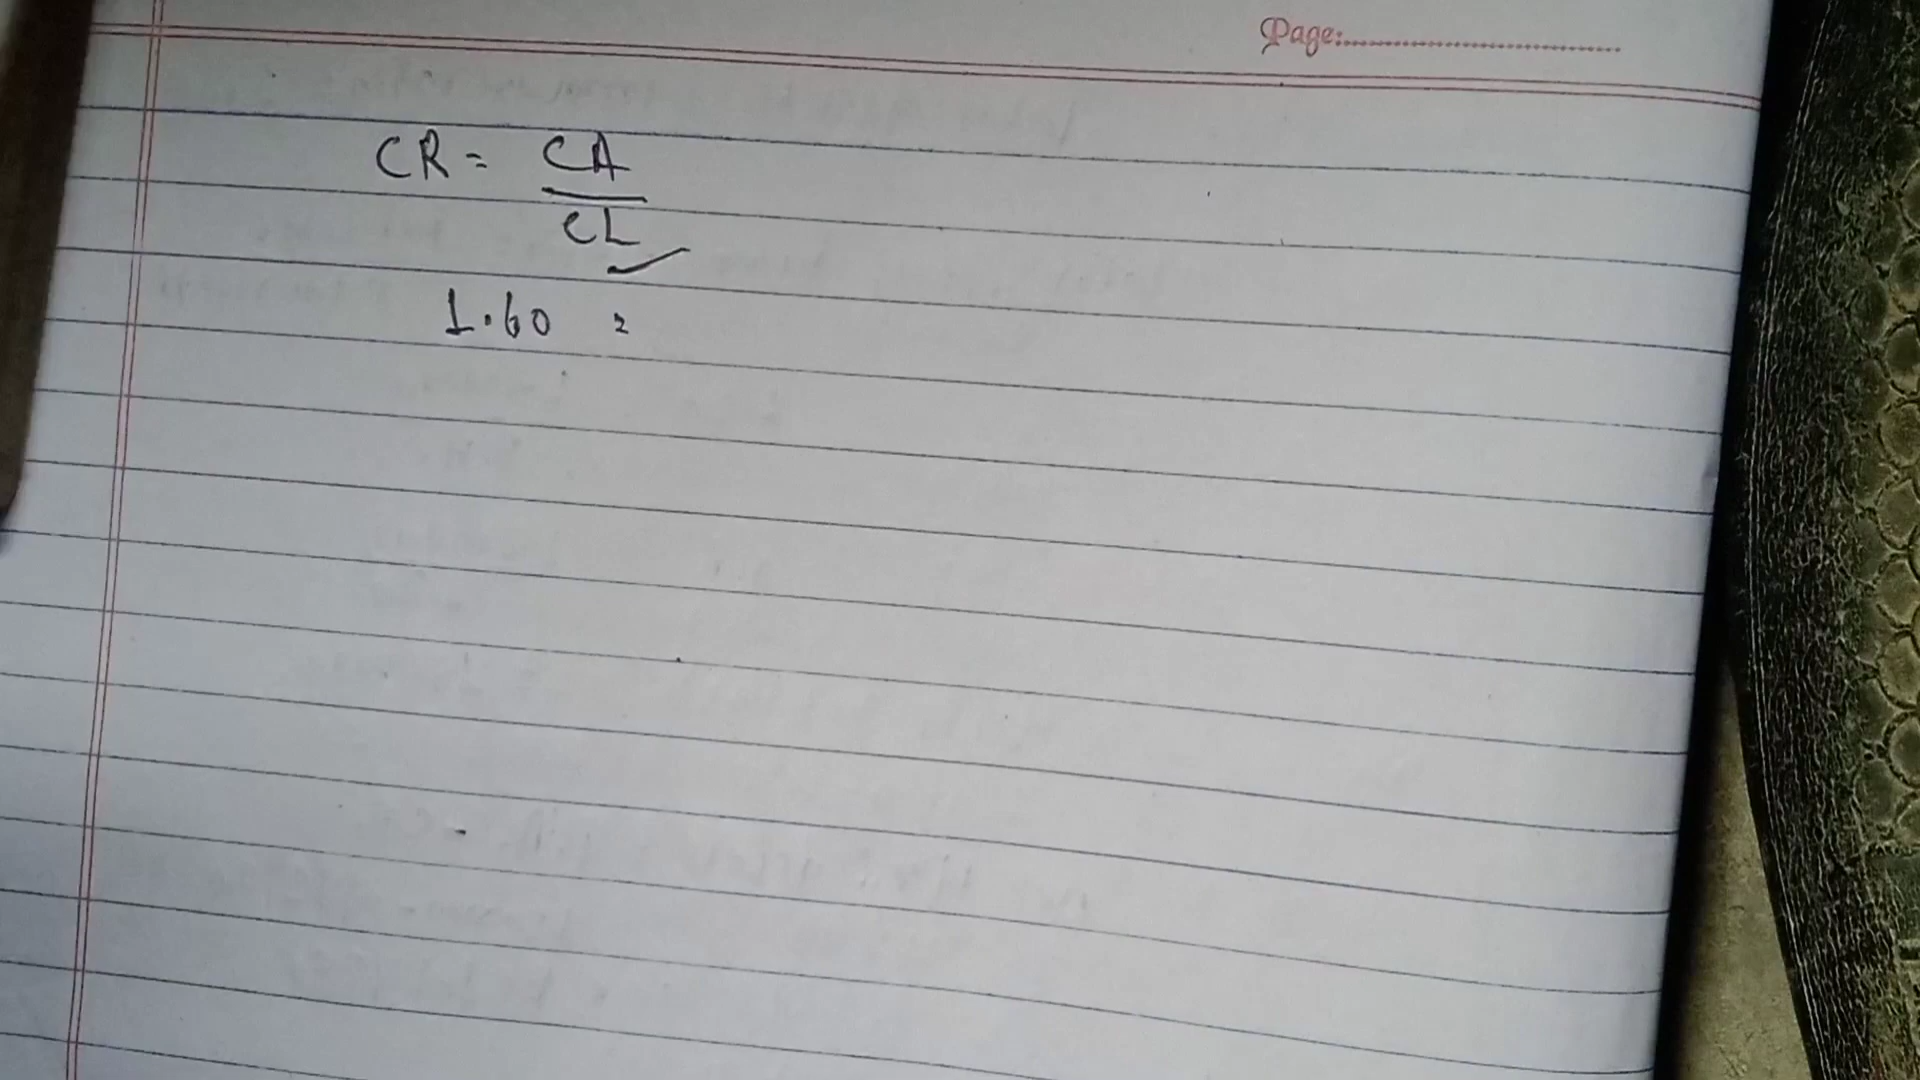 Page:
CR = CA
CL
1.60 =